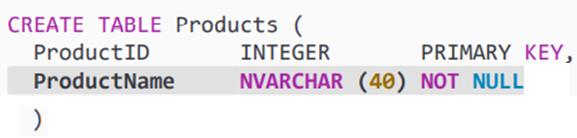 CREATE TABLE Products (
ProductID INTEGER PRIMARY KEY,
ProductName NVARCHAR (40) NOT NULL
)